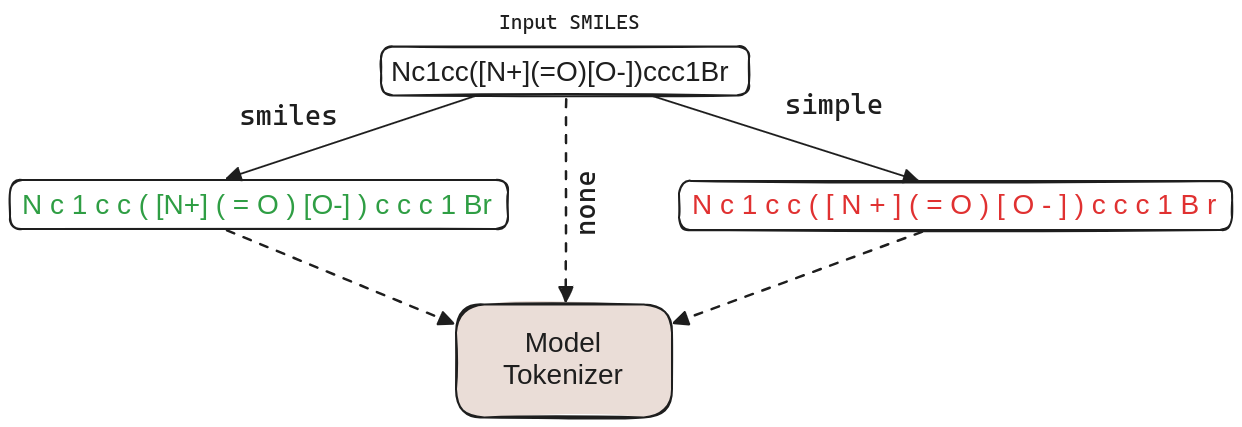 Input SMILES
Nc1cc([N+](=O)[O-])ccc1Br
smiles
simple
none
N c 1 c c ( [N+] ( = O ) [O-] ) c c c 1 Br
N c 1 c c ( [ N + ] ( = O ) [ O - ] ) c c c 1 B r
Model
Tokenizer